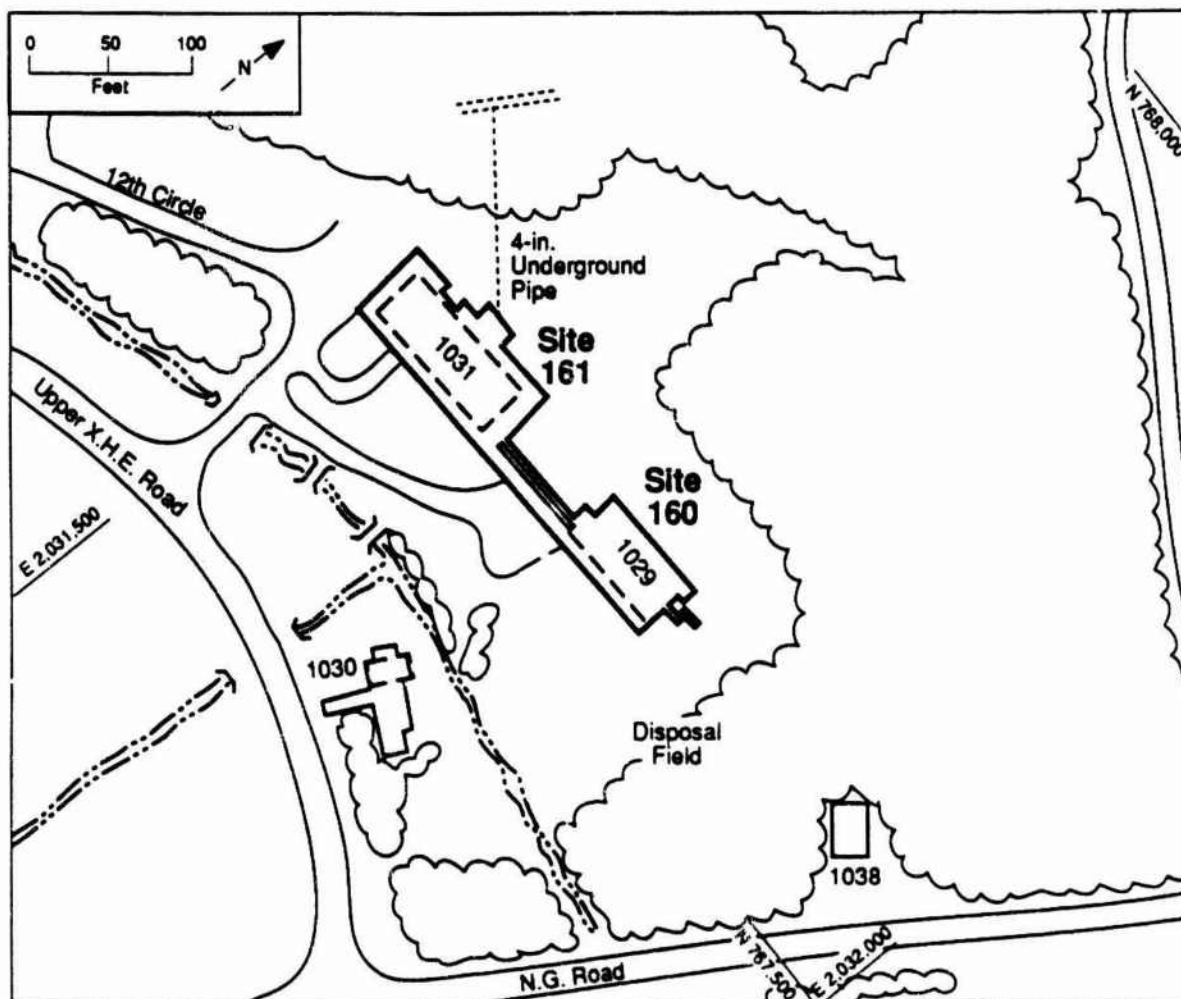 0 50 100
Feet
N
N 768,000
12th Circle
4-in.
Underground
Pipe
Site
161
1031
Upper X.H.E. Road
E 2,031,500
Site
160
1029
1030
Disposal
Field
1038
N.G. Road
N 767,500
E 2,032,000